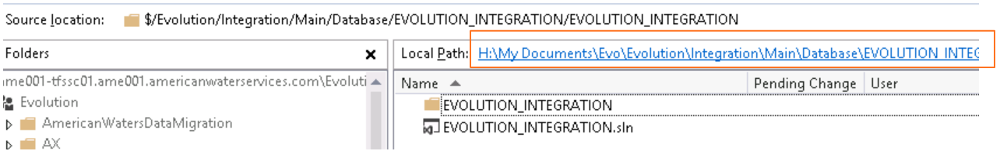 Source location: $/Evolution/Integration/Main/Database/EVOLUTION_INTEGRATION/EVOLUTION_INTEGRATION
Folders
Local Path: H:\My Documents\Evo\Evolution\Integration\Main\Database\EVOLUTION_INTEG
ame001-tfssc01.ame001.americanwaterservices.com\Evoluti
Name Pending Change User
Evolution
EVOLUTION_INTEGRATION
AmericanWatersDataMigration
EVOLUTION_INTEGRATION.sln
AX